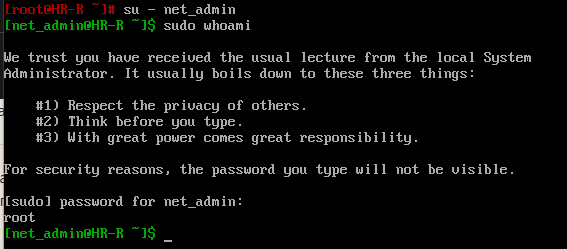 [root@HR-R ~]# su - net_admin
[net_admin@HR-R ~]$ sudo whoami
We trust you have received the usual lecture from the local System
Administrator. It usually boils down to these three things:
#1) Respect the privacy of others.
#2) Think before you type.
#3) With great power comes great responsibility.
For security reasons, the password you type will not be visible.
[sudo] password for net_admin:
root
[net_admin@HR-R ~]$ _